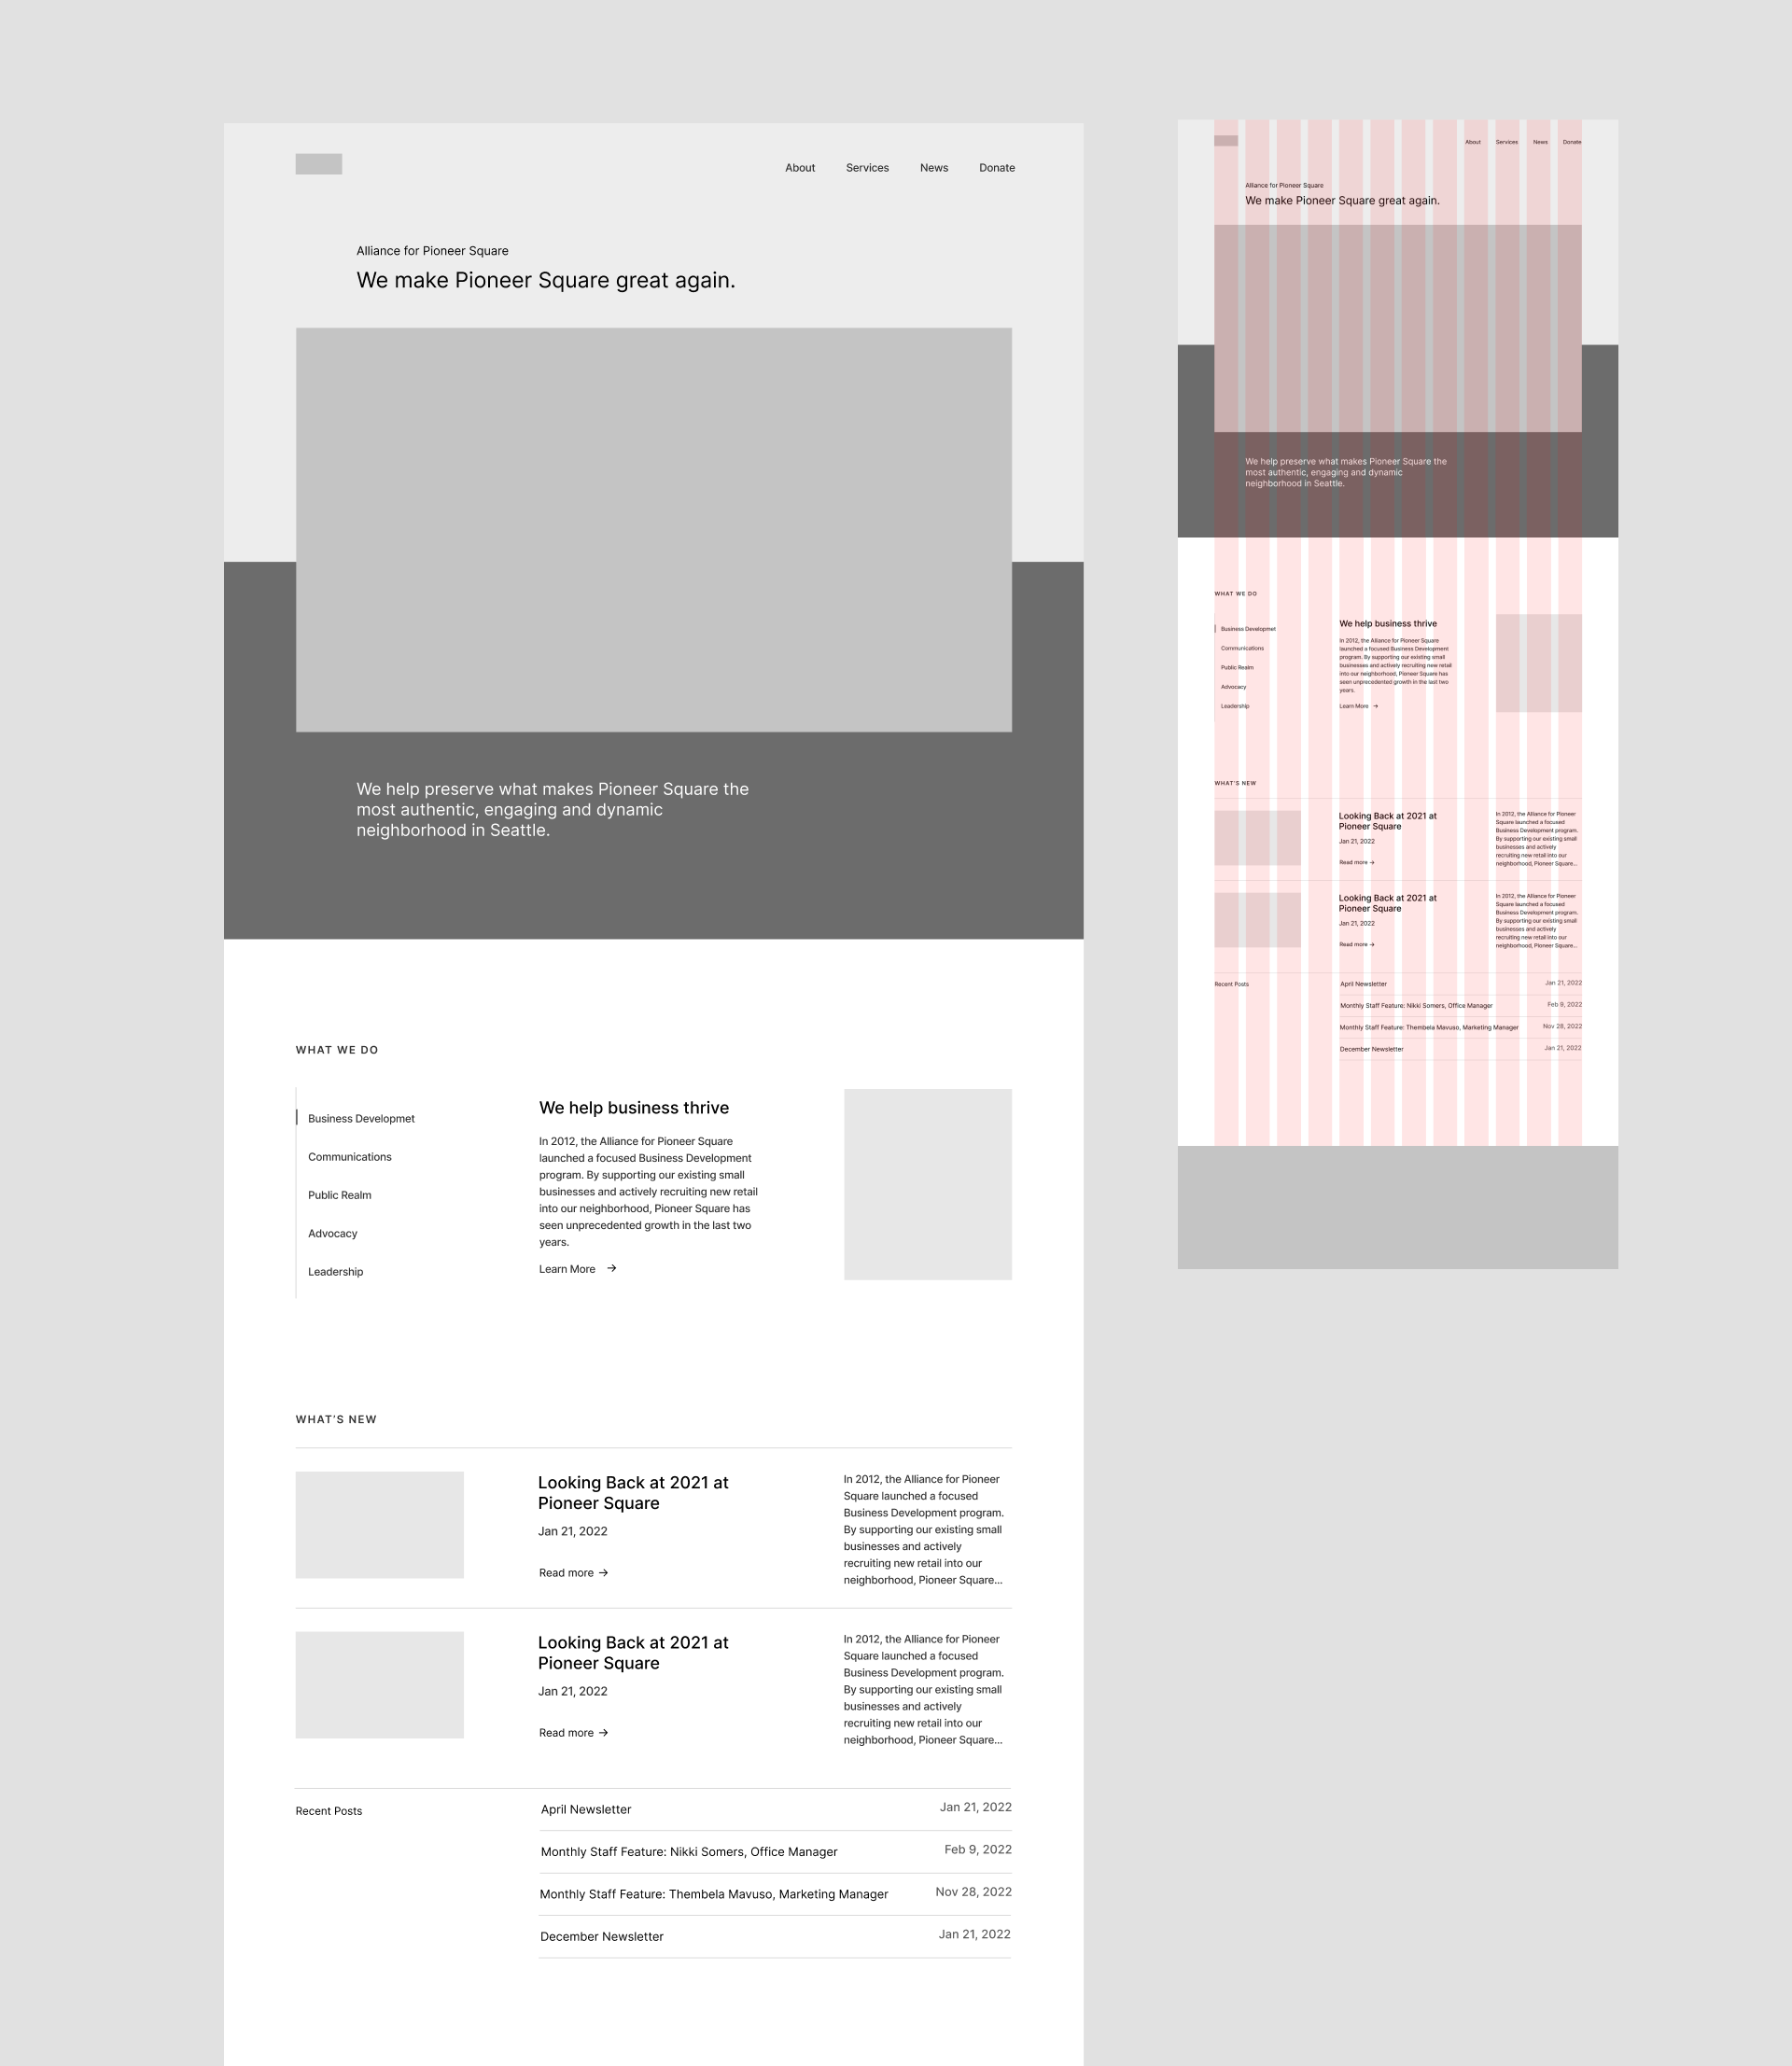 About Services News Donate
Alliance for Pioneer Square
We make Pioneer Square great again.
We help preserve what makes Pioneer Square the
most authentic, engaging and dynamic
neighborhood in Seattle.
WHAT WE DO
Business Developmet
Communications
Public Realm
Advocacy
Leadership
We help business thrive
In 2012, the Alliance for Pioneer Square
launched a focused Business Development
program. By supporting our existing small
businesses and actively recruiting new retail
into our neighborhood, Pioneer Square has
seen unprecedented growth in the last two
years.
Learn More →
WHAT'S NEW
Looking Back at 2021 at
Pioneer Square
Jan 21, 2022
Read more →
In 2012, the Alliance for Pioneer
Square launched a focused
Business Development program.
By supporting our existing small
businesses and actively
recruiting new retail into our
neighborhood, Pioneer Square...
Looking Back at 2021 at
Pioneer Square
Jan 21, 2022
Read more →
In 2012, the Alliance for Pioneer
Square launched a focused
Business Development program.
By supporting our existing small
businesses and actively
recruiting new retail into our
neighborhood, Pioneer Square...
Recent Posts
April Newsletter Jan 21, 2022
Monthly Staff Feature: Nikki Somers, Office Manager Feb 9, 2022
Monthly Staff Feature: Thembela Mavuso, Marketing Manager Nov 28, 2022
December Newsletter Jan 21, 2022
About Services News Donate
Alliance for Pioneer Square
We make Pioneer Square great again.
We help preserve what makes Pioneer Square the
most authentic, engaging and dynamic
neighborhood in Seattle.
WHAT WE DO
Business Developmet
Communications
Public Realm
Advocacy
Leadership
We help business thrive
In 2012, the Alliance for Pioneer Square
launched a focused Business Development
program. By supporting our existing small
businesses and actively recruiting new retail
into our neighborhood, Pioneer Square has
seen unprecedented growth in the last two
years.
Learn More →
WHAT'S NEW
Looking Back at 2021 at
Pioneer Square
Jan 21, 2022
Read more →
In 2012, the Alliance for Pioneer
Square launched a focused
Business Development program.
By supporting our existing small
businesses and actively
recruiting new retail into our
neighborhood, Pioneer Square...
Looking Back at 2021 at
Pioneer Square
Jan 21, 2022
Read more →
In 2012, the Alliance for Pioneer
Square launched a focused
Business Development program.
By supporting our existing small
businesses and actively
recruiting new retail into our
neighborhood, Pioneer Square...
Recent Posts
April Newsletter Jan 21, 2022
Monthly Staff Feature: Nikki Somers, Office Manager Feb 9, 2022
Monthly Staff Feature: Thembela Mavuso, Marketing Manager Nov 28, 2022
December Newsletter Jan 21, 2022